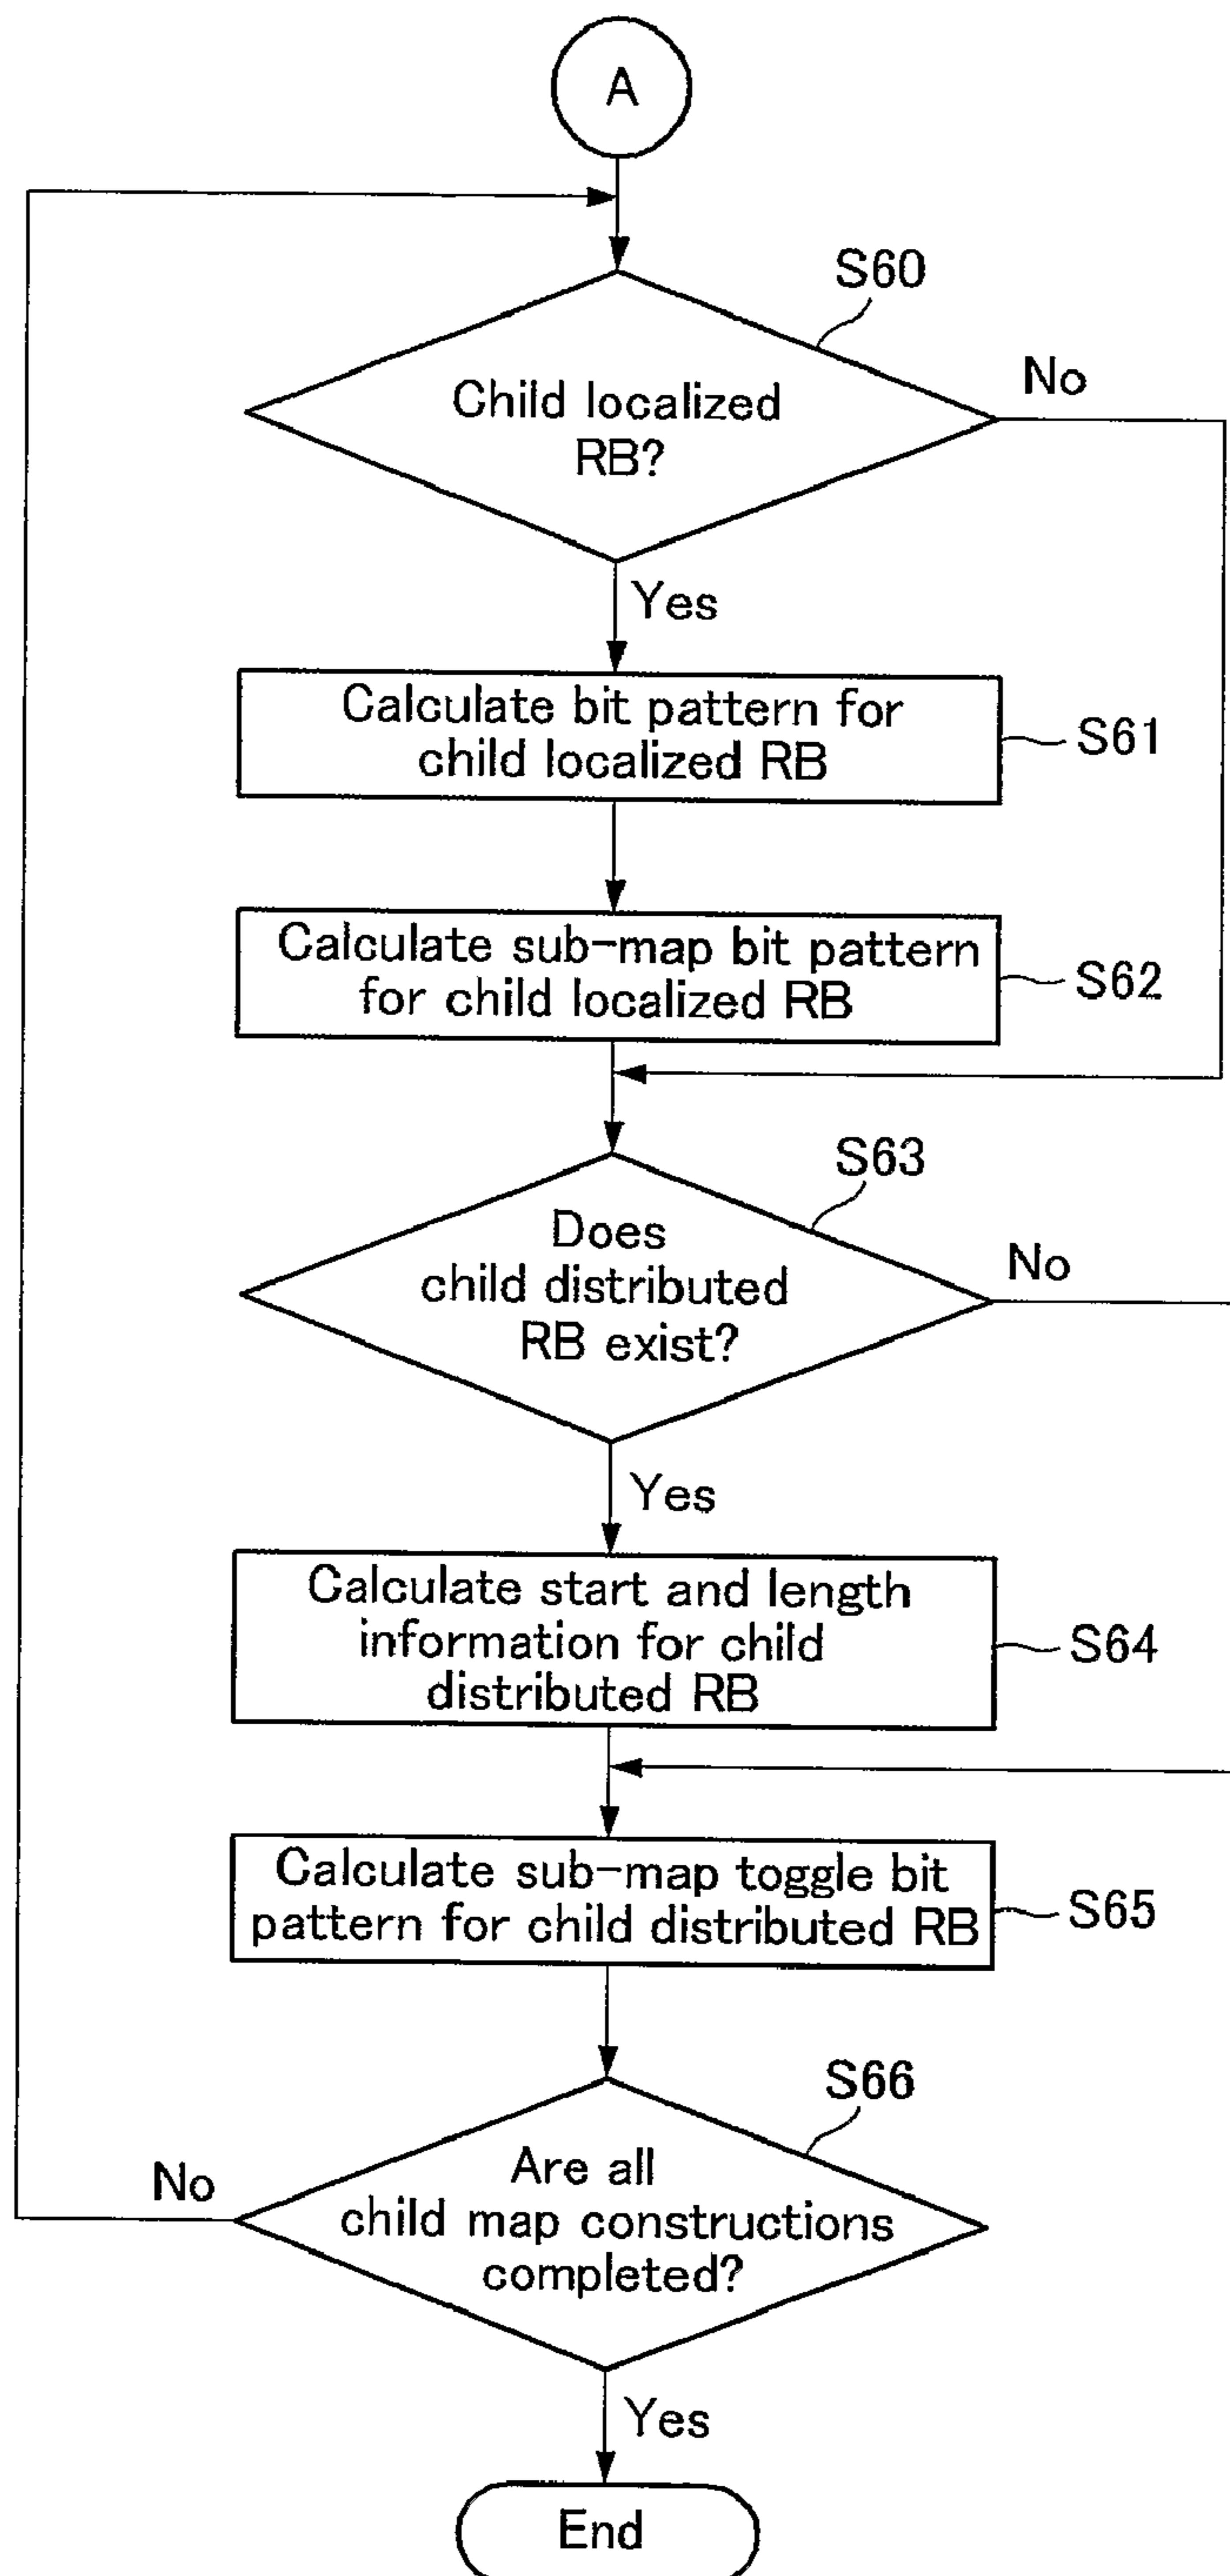 A
S60
No
Child localized
RB?
Yes
Calculate bit pattern for
child localized RB
S61
Calculate sub-map bit pattern
for child localized RB
S62
S63
Does
child distributed
RB exist?
No
Yes
Calculate start and length
information for child
distributed RB
S64
Calculate sub-map toggle bit
pattern for child distributed RB
S65
S66
No
Are all
child map constructions
completed?
Yes
End